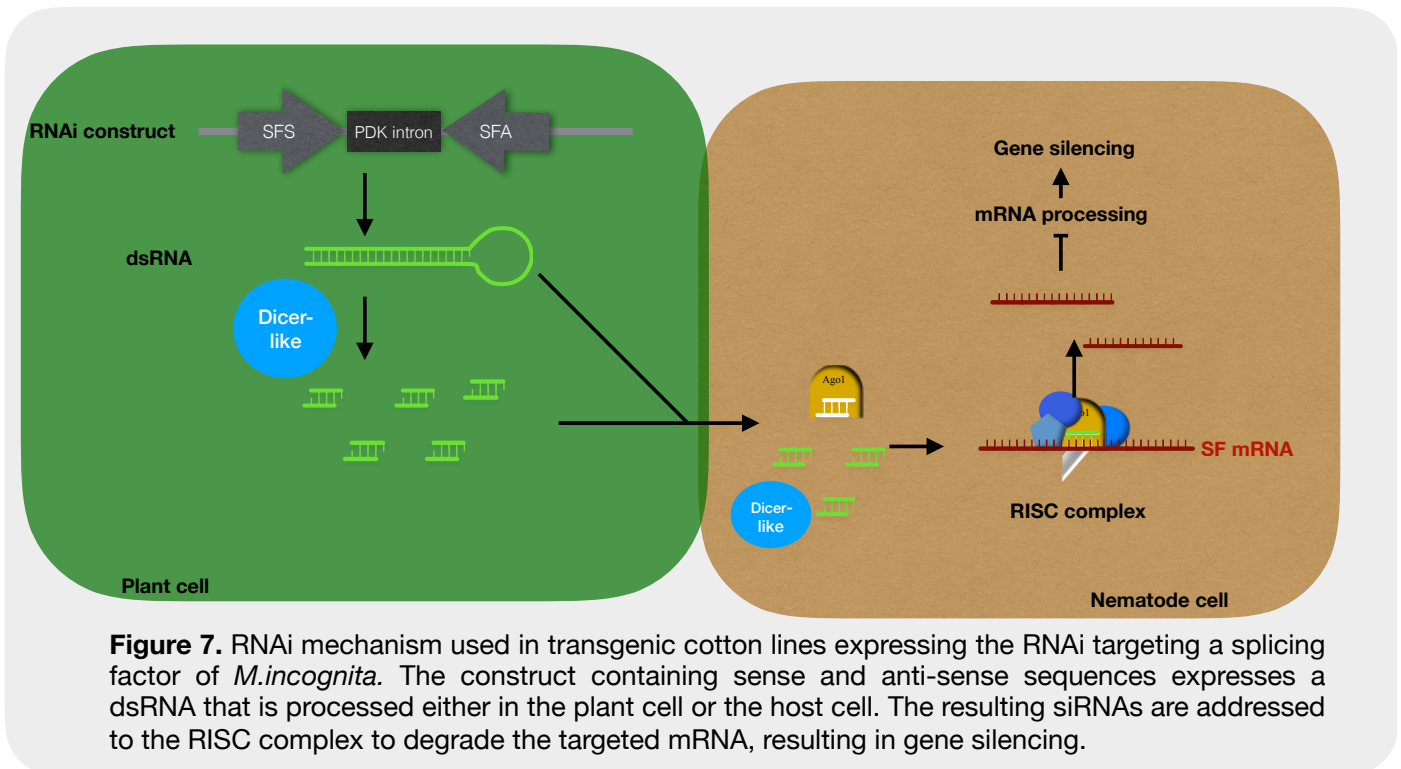 RNAi construct
SFS
PDK intron
SFA
dsRNA
Dicer-
like
Plant cell
Gene silencing
mRNA processing
Ago1
o1
SF mRNA
Dicer-
like
RISC complex
Nematode cell
Figure 7. RNAi mechanism used in transgenic cotton lines expressing the RNAi targeting a splicing
factor of M.incognita. The construct containing sense and anti-sense sequences expresses a
dsRNA that is processed either in the plant cell or the host cell. The resulting siRNAs are addressed
to the RISC complex to degrade the targeted mRNA, resulting in gene silencing.